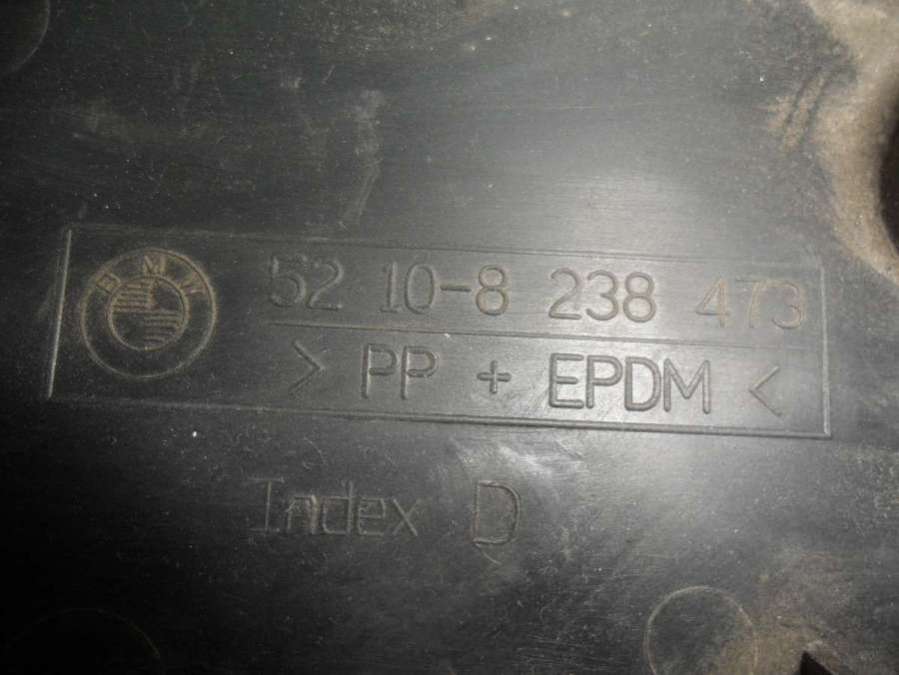 BMW
52 10-8 238 473
> PP + EPDM <
Index D